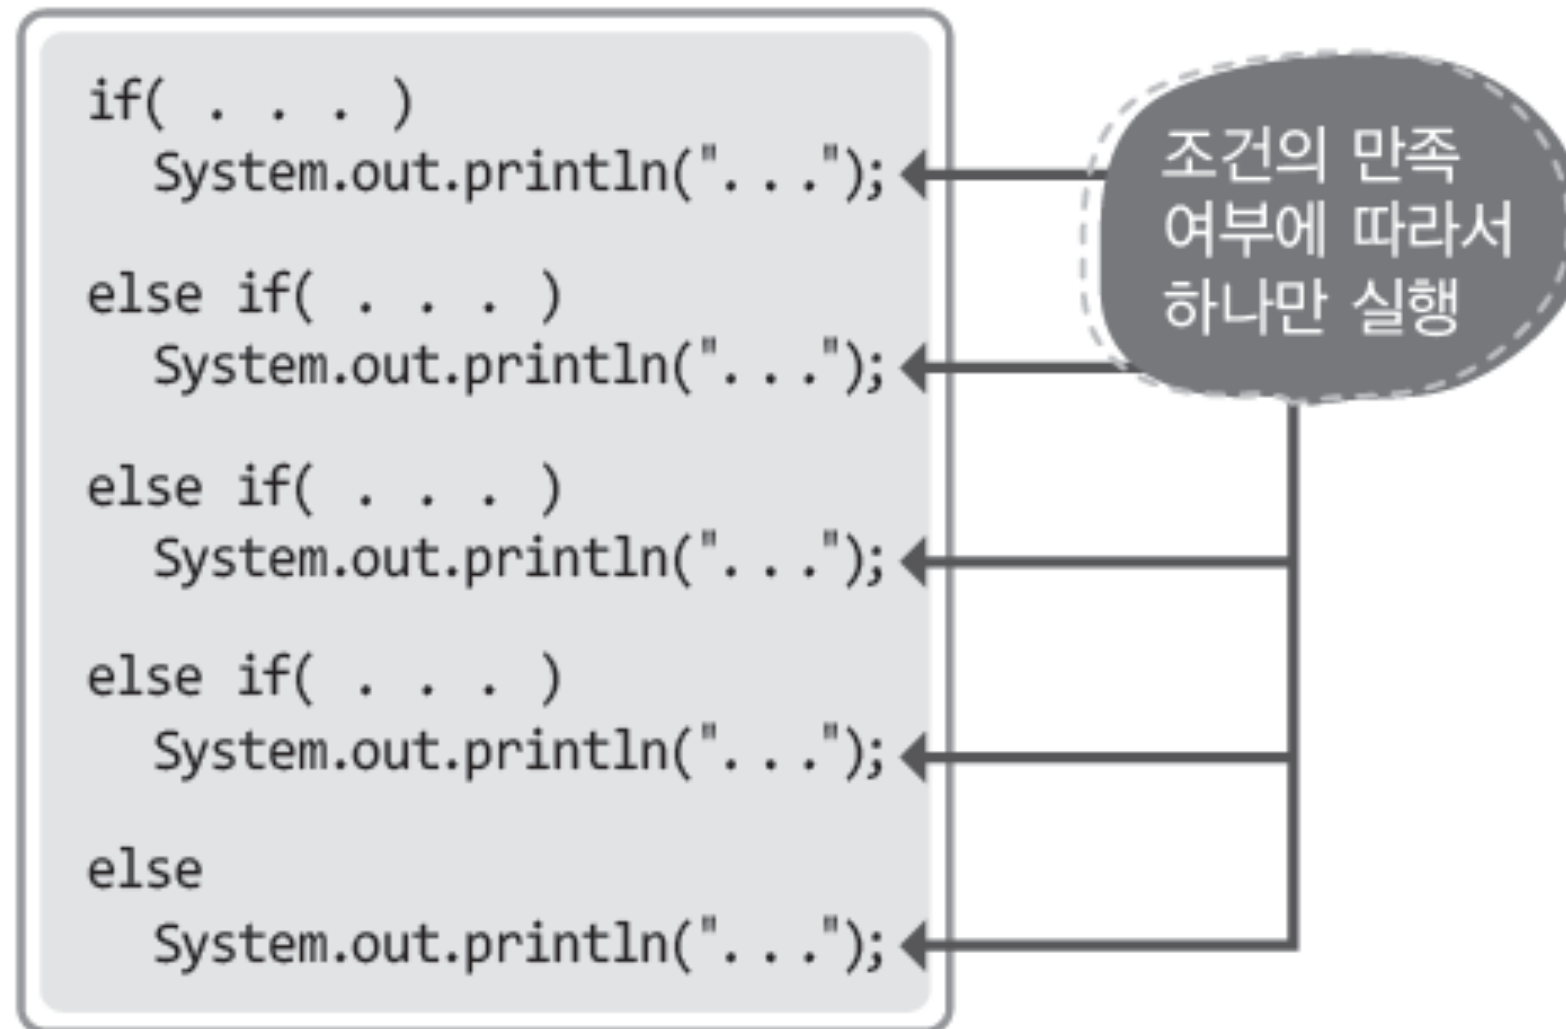 if( . . . )
System.out.println("...");
else if( . . . )
System.out.println("...");
else if( . . . )
System.out.println("...");
else if( . . . )
System.out.println("...");
else
System.out.println("...");
조건의 만족
여부에 따라서
하나만 실행